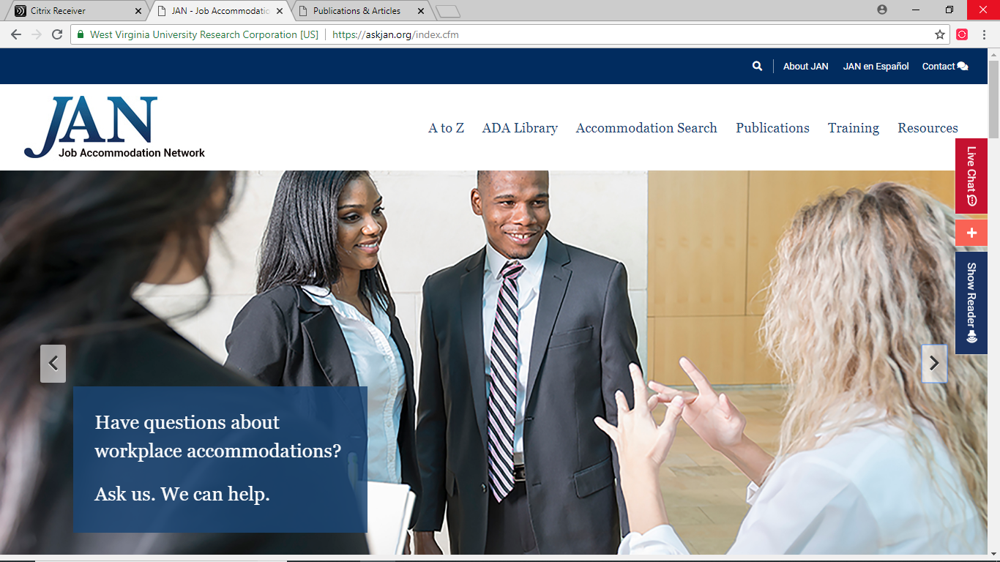 Citrix Receiver
JAN - Job Accommodatio
Publications & Articles
West Virginia University Research Corporation [US]
https://askjan.org/index.cfm
About JAN
JAN en Español
Contact
JAN
Job Accommodation Network
A to Z
ADA Library
Accommodation Search
Publications
Training
Resources
Live Chat
Show Reader
Have questions about
workplace accommodations?
Ask us. We can help.